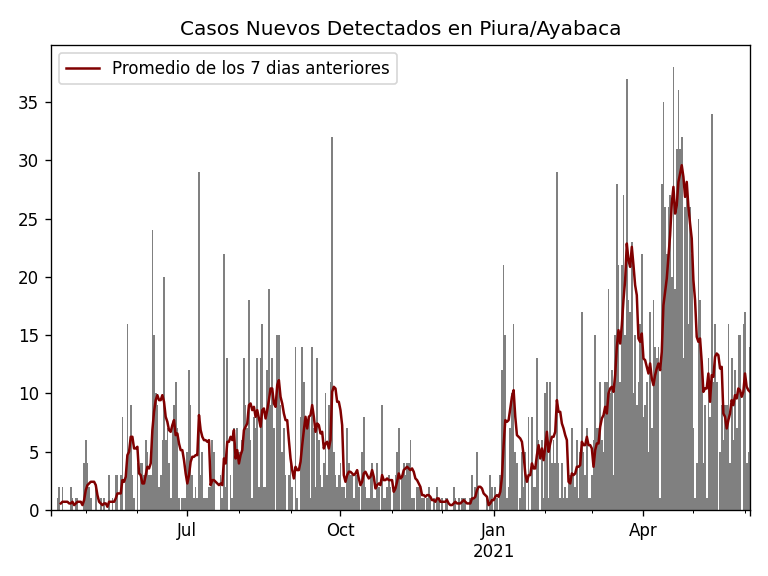 Casos Nuevos Detectados en Piura/Ayabaca
Promedio de los 7 dias anteriores
35
30
25
20
15
10
5
0
Jul
Oct
Jan
2021
Apr